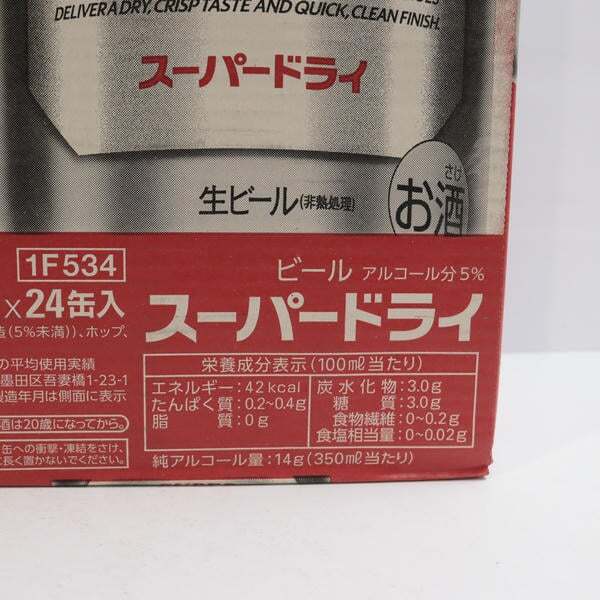 DELIVER A DRY, CRISP TASTE AND QUICK, CLEAN FINISH.
スーパードライ
生ビール(非熱処理)
さけ
お酒
1F534
ビール アルコール分5%
×24缶入
スーパードライ
(5%未満))、ホップ、
の平均使用実績
墨田区吾妻橋1-23-1
製造年月は側面に表示
酒は20歳になってから。
缶への衝撃・凍結をさけ、
に長く置かないでください。
栄養成分表示(100ml当たり)
エネルギー:42kcal
たんぱく質:0.2~0.4g
脂質:0g
炭水化物:3.0g
糖質:3.0g
食物繊維:0~0.2g
食塩相当量:0~0.02g
純アルコール量:14g(350ml当たり)